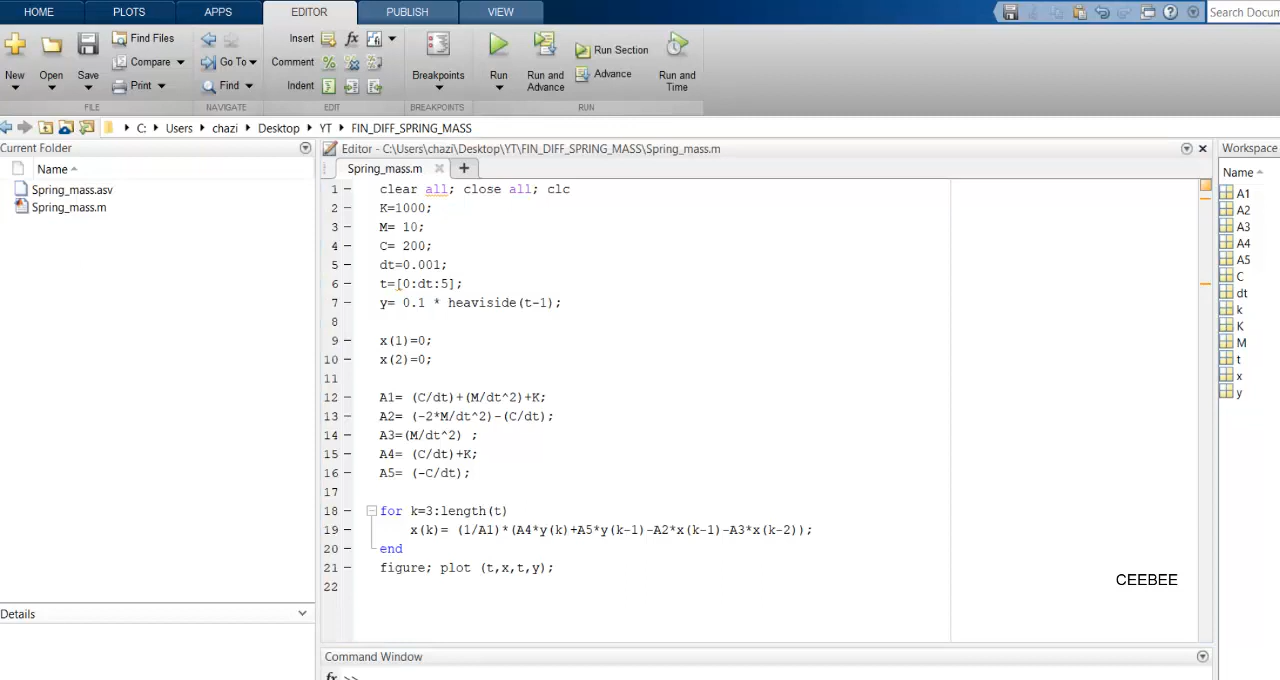 HOME PLOTS APPS EDITOR PUBLISH VIEW Search Docum
Find Files Insert fx Run Section
Compare Go To Comment Advance
New Open Save Print Find Indent Breakpoints Run Run and Advance Run and Time
FILE NAVIGATE EDIT BREAKPOINTS RUN
C: Users chazi Desktop YT FIN_DIFF_SPRING_MASS
Current Folder
Name
Spring_mass.asv
Spring_mass.m
Details
Editor - C:\Users\chazi\Desktop\YT\FIN_DIFF_SPRING_MASS\Spring_mass.m
Spring_mass.m
1 clear all; close all; clc
2 K=1000;
3 M= 10;
4 C= 200;
5 dt=0.001;
6 t=[0:dt:5];
7 y= 0.1 * heaviside(t-1);
8
9 x(1)=0;
10 x(2)=0;
11
12 A1= (C/dt)+(M/dt^2)+K;
13 A2= (-2*M/dt^2)-(C/dt);
14 A3=(M/dt^2) ;
15 A4= (C/dt)+K;
16 A5= (-C/dt);
17
18 for k=3:length(t)
19 x(k)= (1/A1)*(A4*y(k)+A5*y(k-1)-A2*x(k-1)-A3*x(k-2));
20 end
21 figure; plot (t,x,t,y);
22
CEEBEE
Command Window
fx >>
Workspace
Name
A1
A2
A3
A4
A5
C
dt
k
K
M
t
x
y